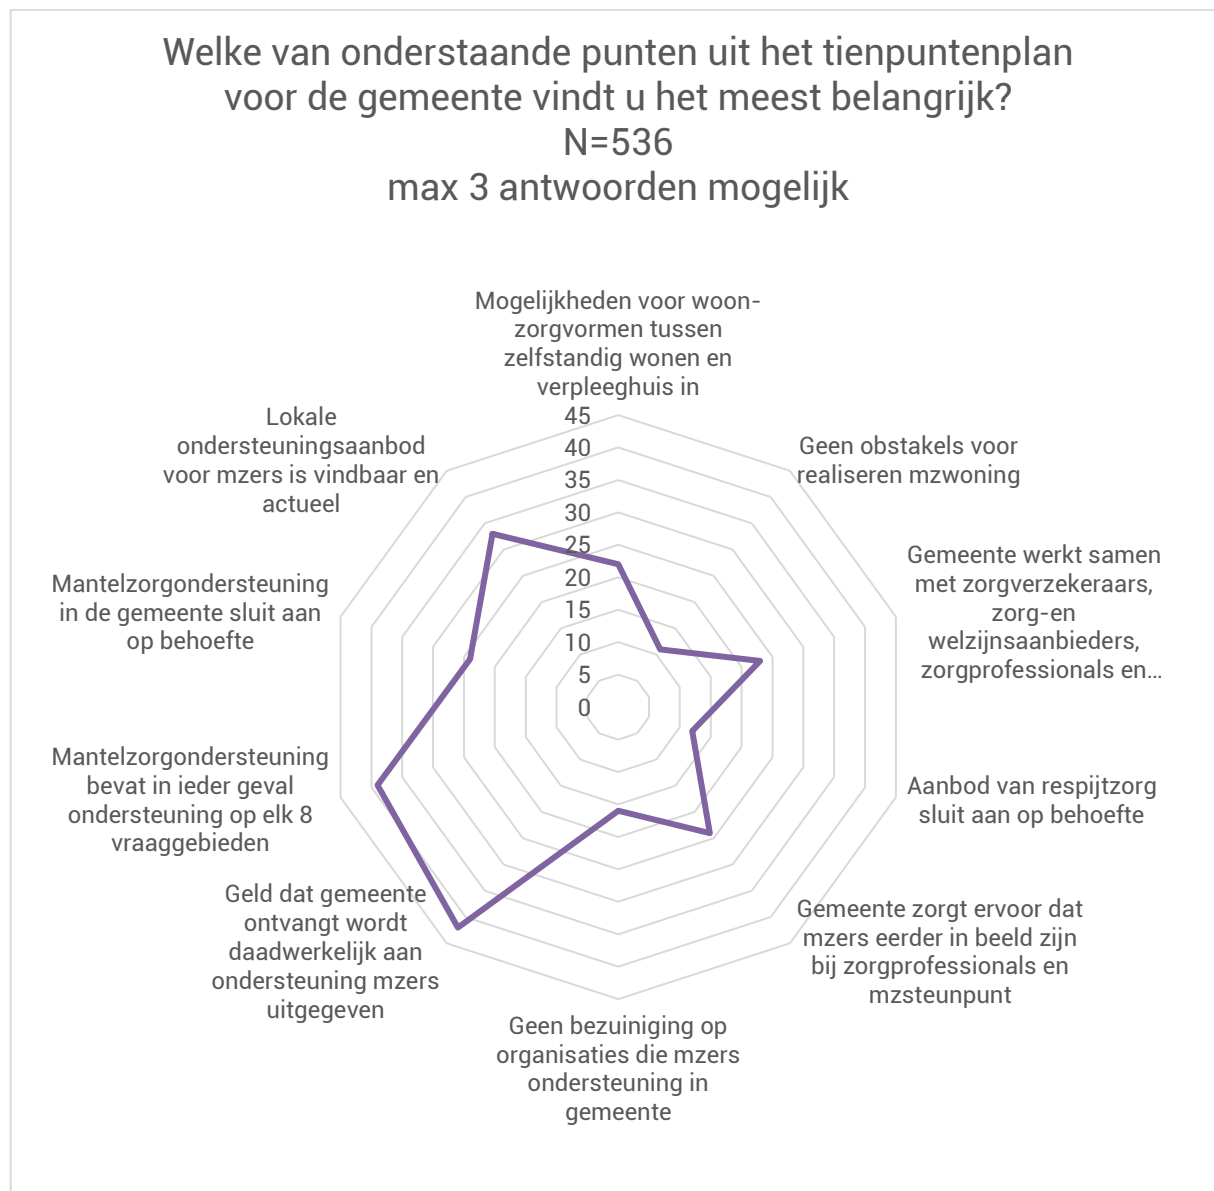 Welke van onderstaande punten uit het tienpuntenplan
voor de gemeente vindt u het meest belangrijk?
N=536
max 3 antwoorden mogelijk
Mogelijkheden voor woon-
zorgvormen tussen
zelfstandig wonen en
verpleeghuis in
Geen obstakels voor
realiseren mzwoning
Gemeente werkt samen
met zorgverzekeraars,
zorg-en
welzijnsaanbieders,
zorgprofessionals en…
Aanbod van respijtzorg
sluit aan op behoefte
Gemeente zorgt ervoor dat
mzers eerder in beeld zijn
bij zorgprofessionals en
mzsteunpunt
Geen bezuiniging op
organisaties die mzers
ondersteuning in
gemeente
Geld dat gemeente
ontvangt wordt
daadwerkelijk aan
ondersteuning mzers
uitgegeven
Mantelzorgondersteuning
bevat in ieder geval
ondersteuning op elk 8
vraaggebieden
Mantelzorgondersteuning
in de gemeente sluit aan
op behoefte
Lokale
ondersteuningsaanbod
voor mzers is vindbaar en
actueel
45
40
35
30
25
20
15
10
5
0